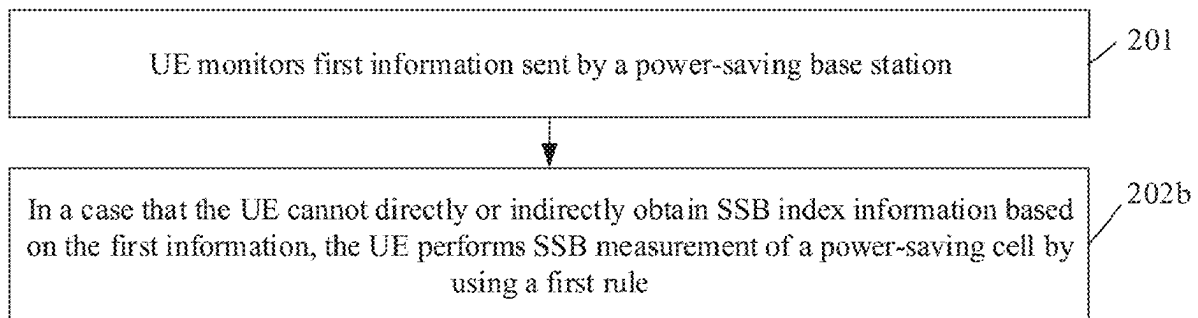 UE monitors first information sent by a power-saving base station
201
In a case that the UE cannot directly or indirectly obtain SSB index information based
on the first information, the UE performs SSB measurement of a power-saving cell by
using a first rule
202b